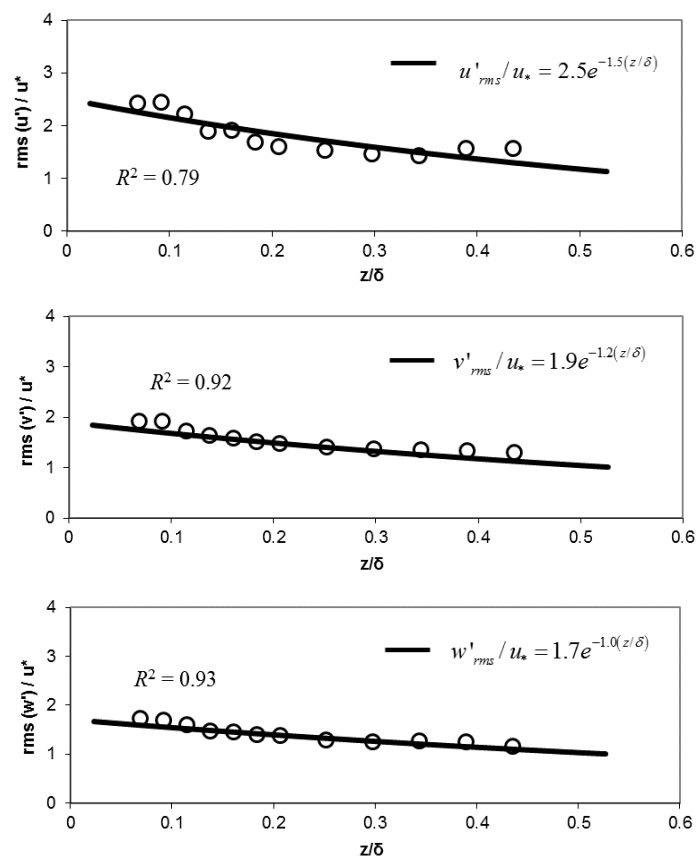 4
3
2
1
0
rms (u') / u*
u'rms/u* = 2.5e^-1.5(z/δ)
R² = 0.79
0 0.1 0.2 0.3 0.4 0.5 0.6
z/δ
4
3
2
1
0
rms (v') / u*
v'rms/u* = 1.9e^-1.2(z/δ)
R² = 0.92
0 0.1 0.2 0.3 0.4 0.5 0.6
z/δ
4
3
2
1
0
rms (w') / u*
w'rms/u* = 1.7e^-1.0(z/δ)
R² = 0.93
0 0.1 0.2 0.3 0.4 0.5 0.6
z/δ